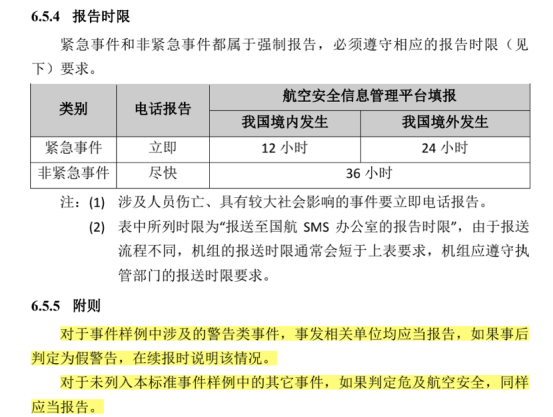 6.5.4 报告时限
紧急事件和非紧急事件都属于强制报告，必须遵守相应的报告时限（见
下）要求。
类别 电话报告 航空安全信息管理平台填报
我国境内发生 我国境外发生
紧急事件 立即 12 小时 24 小时
非紧急事件 尽快 36 小时
注：(1) 涉及人员伤亡、具有较大社会影响的事件要立即电话报告。
(2) 表中所列时限为“报送至国航 SMS 办公室的报告时限”，由于报送
流程不同，机组的报送时限通常会短于上表要求，机组应遵守执
管部门的报送时限要求。
6.5.5 附则
对于事件样例中涉及的警告类事件，事发相关单位均应当报告，如果事后
判定为假警告，在续报时说明该情况。
对于未列入本标准事件样例中的其它事件，如果判定危及航空安全，同样
应当报告。